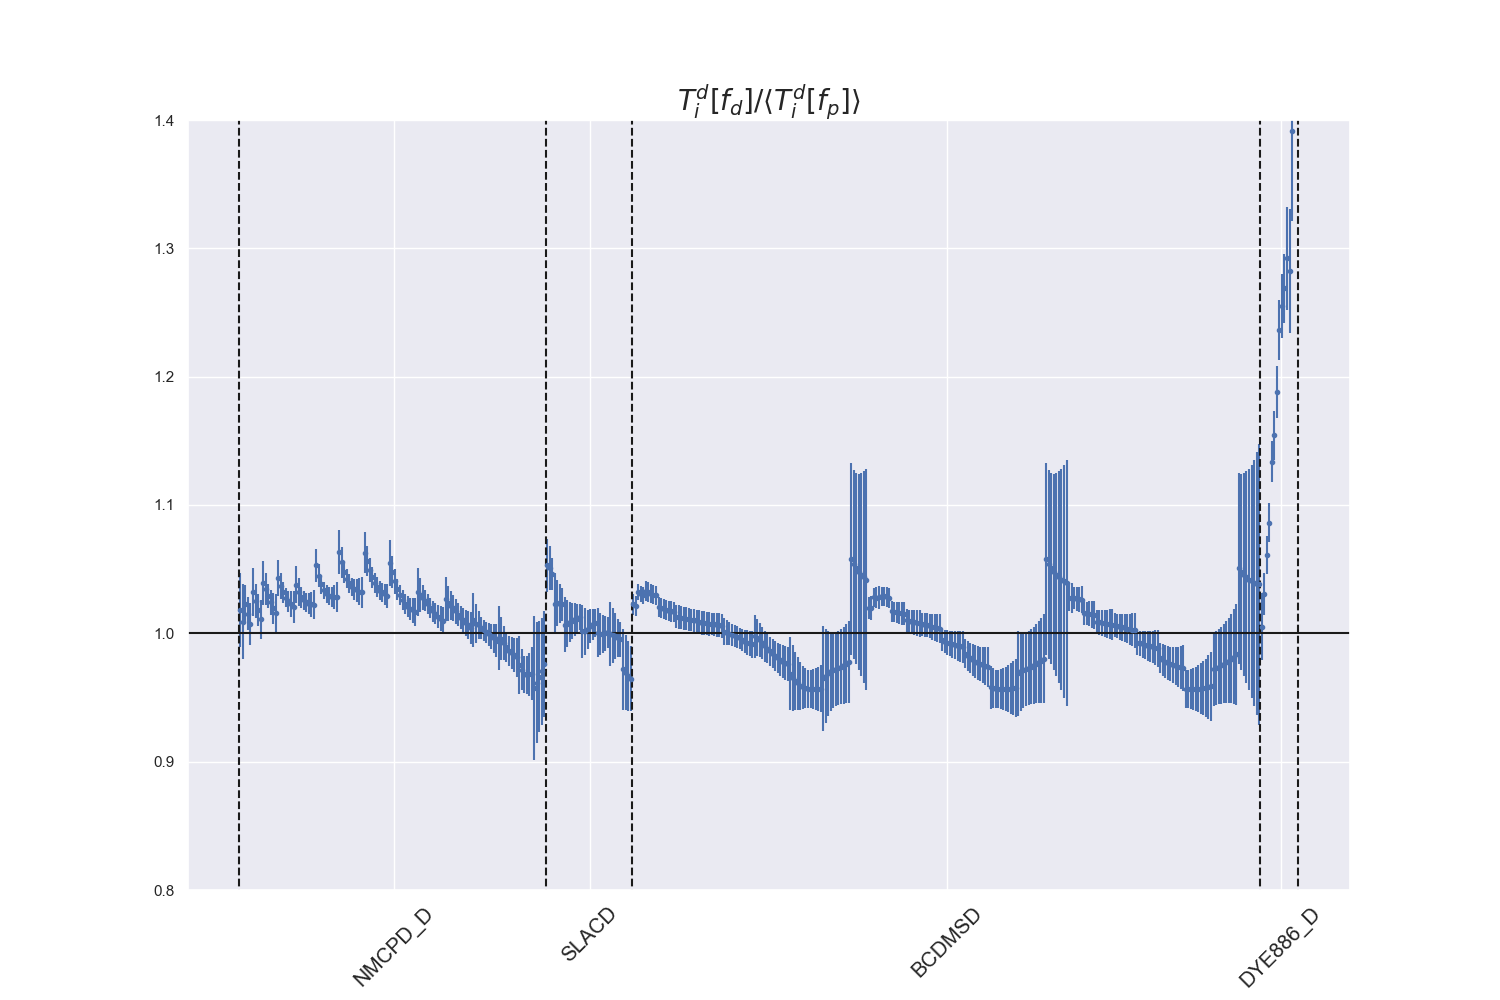 T_i^d[f_d]/⟨T_i^d[f_p]⟩
1.4
1.3
1.2
1.1
1.0
0.9
0.8
NMCPD_D
SLACD
BCDMSD
DYE886_D